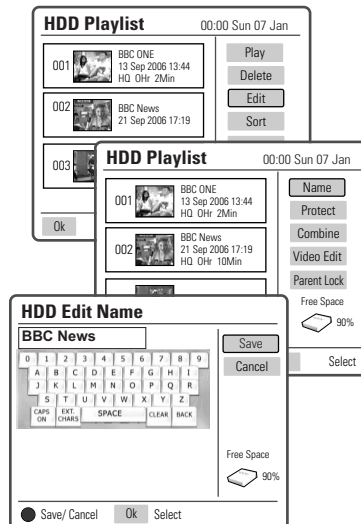 HDD Playlist 00:00 Sun 07 Jan
001 BBC ONE
13 Sep 2006 13:44
HQ 0Hr 2Min
002 BBC News
21 Sep 2006 17:19
003
Play
Delete
Edit
Sort
Ok
HDD Playlist 00:00 Sun 07 Jan
001 BBC ONE
13 Sep 2006 13:44
HQ 0Hr 2Min
002 BBC News
21 Sep 2006 17:19
HQ 0Hr 10Min
Name
Protect
Combine
Video Edit
Parent Lock
Free Space
90%
Select
HDD Edit Name
BBC News
0 1 2 3 4 5 6 7 8 9
A B C D E F G H I
J K L M N O P Q R
S T U V W X Y Z
CAPS ON EXT. CHARS SPACE CLEAR BACK
Save
Cancel
Free Space
90%
Save/ Cancel Ok Select